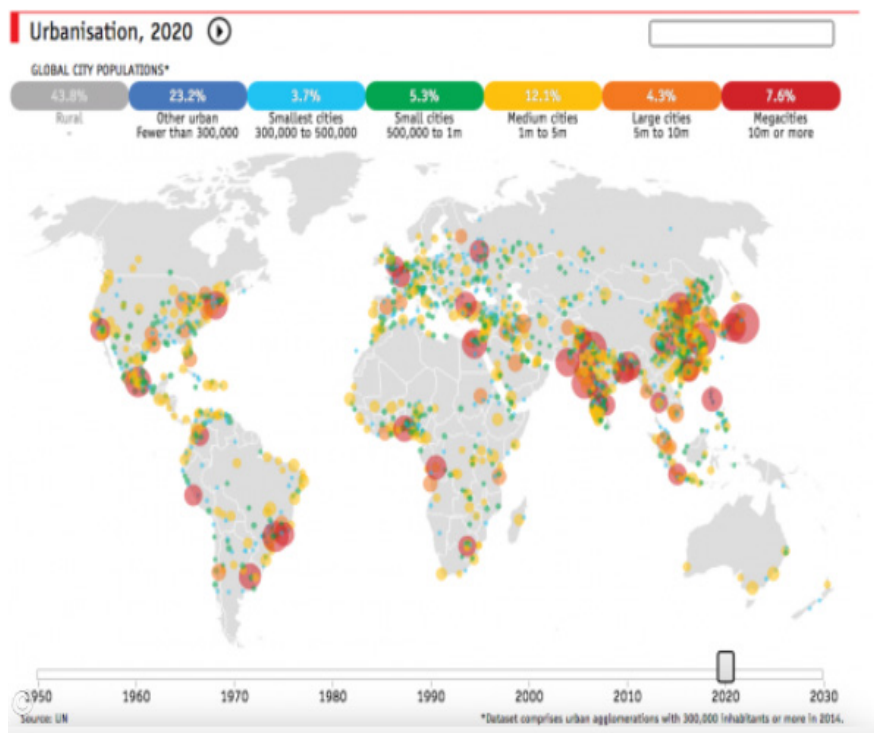 Urbanisation, 2020
GLOBAL CITY POPULATIONS*
43.8% 23.2% 3.7% 5.3% 12.1% 4.3% 7.6%
Rural Other urban Smallest cities Small cities Medium cities Large cities Megacities
- Fewer than 300,000 300,000 to 500,000 500,000 to 1m 1m to 5m 5m to 10m 10m or more
1950 1960 1970 1980 1990 2000 2010 2020 2030
Source: UN *Dataset comprises urban agglomerations with 300,000 inhabitants or more in 2014.